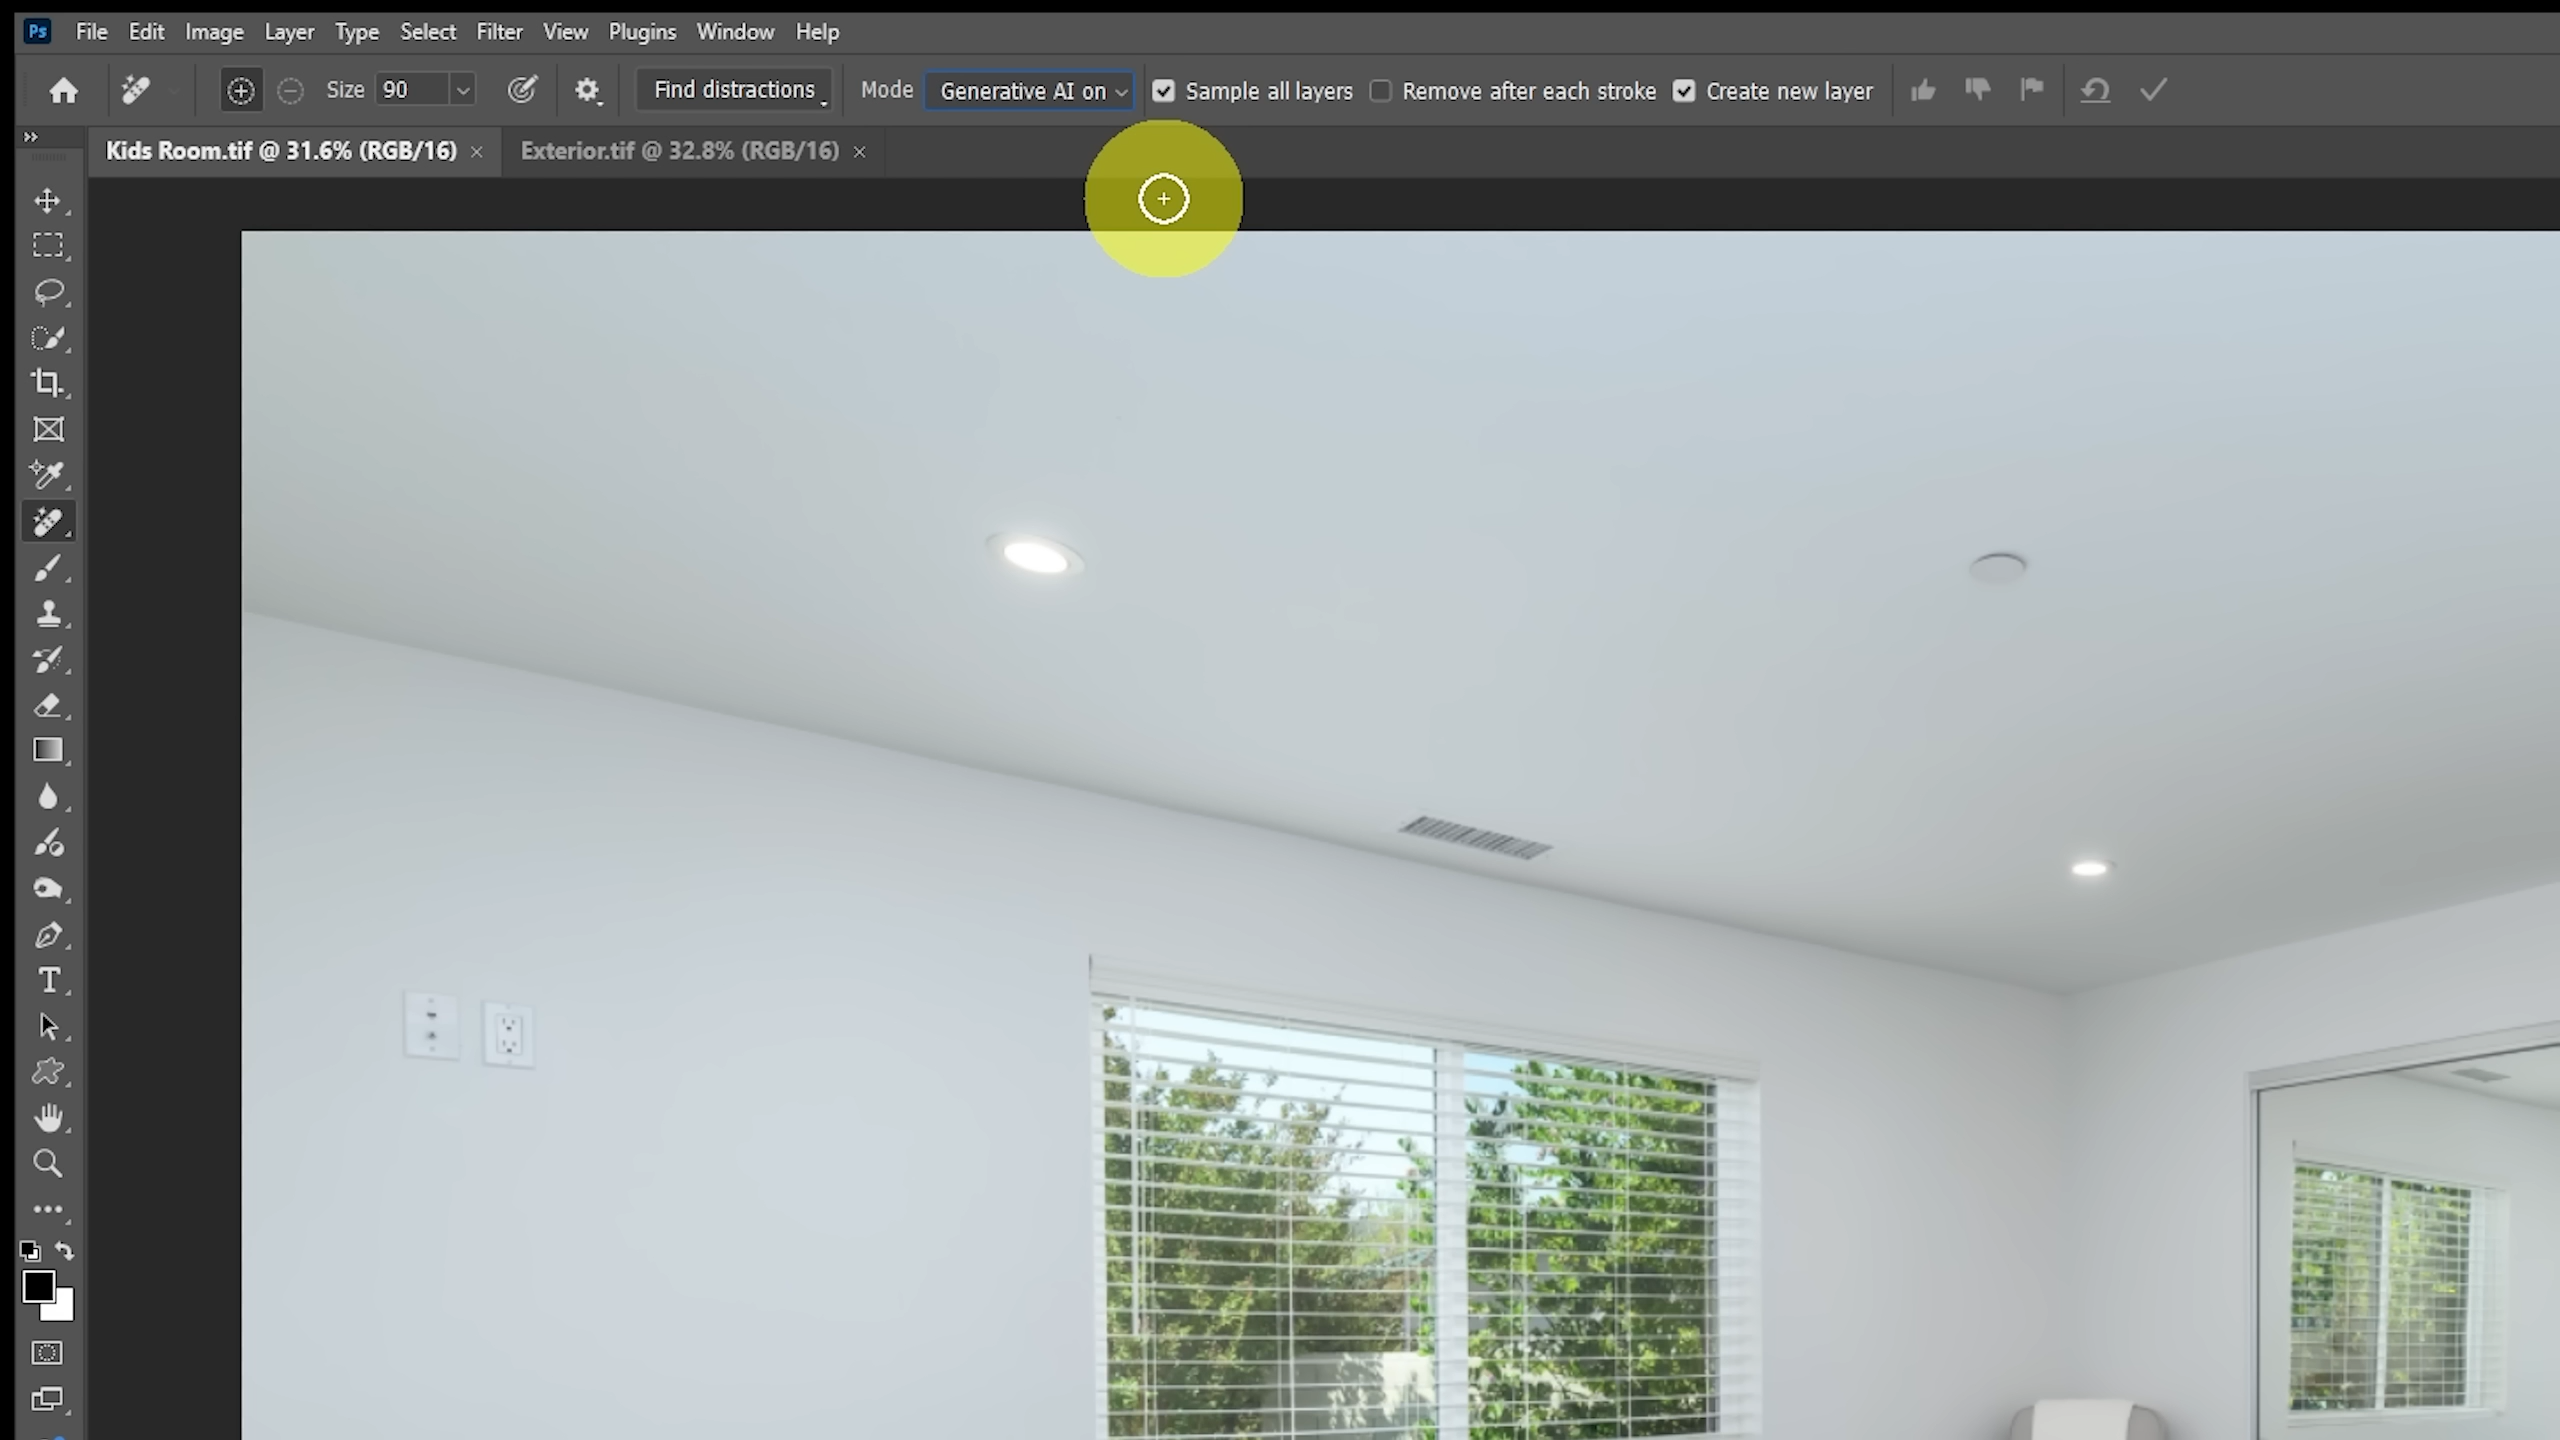 Ps File Edit Image Layer Type Select Filter View Plugins Window Help
Size 90 Find distractions Mode Generative AI on Sample all layers Remove after each stroke Create new layer
Kids Room.tif @ 31.6% (RGB/16) × Exterior.tif @ 32.8% (RGB/16) ×
T